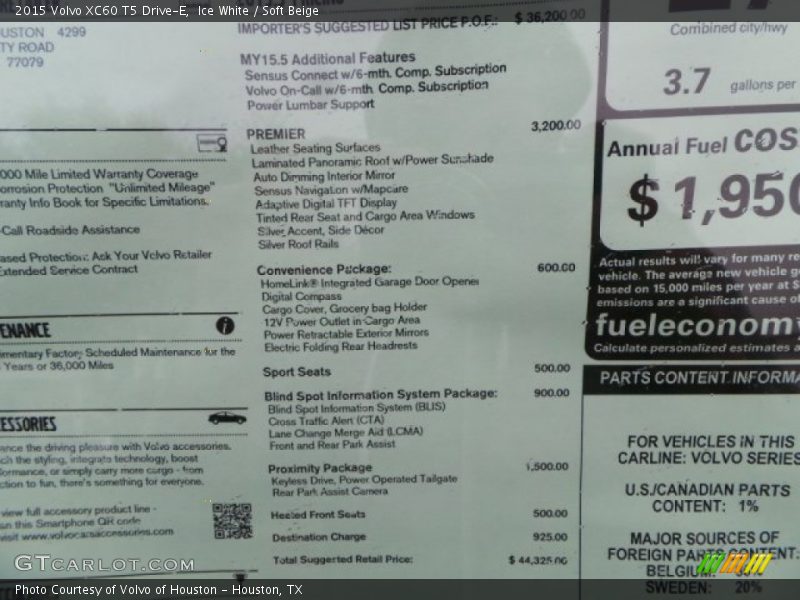 2015 Volvo XC60 T5 Drive-E, Ice White / Soft Beige
4299
TY ROAD
77079
000 Mile Limited Warranty Coverage
orrosion Protection "Unlimited Mileage"
ranty Info Book for Specific Limitations.
-Call Roadside Assistance
ased Protection: Ask Your Volvo Retailer
Extended Service Contract
TENANCE
imentary Factory Scheduled Maintenance for the
Years or 36,000 Miles
ESSORIES
ance the driving pleasure with Volvo accessories.
ch the styling, integrate technology, boost
formance, or simply carry more cargo - from
ction to fun, there's something for everyone.
view full accessory product line -
an this Smartphone QR code
visit www.volvocarsaccessories.com
IMPORTER'S SUGGESTED LIST PRICE P.O.E.: $ 36,200.00
MY15.5 Additional Features
Sensus Connect w/6-mth. Comp. Subscription
Volvo On-Call w/6-mth. Comp. Subscription
Power Lumbar Support
PREMIER 3,200.00
Leather Seating Surfaces
Laminated Panoramic Roof w/Power Sunshade
Auto Dimming Interior Mirror
Sensus Navigation w/Mapcare
Adaptive Digital TFT Display
Tinted Rear Seat and Cargo Area Windows
Silver Accent, Side Décor
Silver Roof Rails
Convenience Package: 600.00
HomeLink® Integrated Garage Door Opener
Digital Compass
Cargo Cover, Grocery bag Holder
12V Power Outlet in Cargo Area
Power Retractable Exterior Mirrors
Electric Folding Rear Headrests
Sport Seats 500.00
Blind Spot Information System Package: 900.00
Blind Spot Information System (BLIS)
Cross Traffic Alert (CTA)
Lane Change Merge Aid (LCMA)
Front and Rear Park Assist
Proximity Package 1,500.00
Keyless Drive, Power Operated Tailgate
Rear Park Assist Camera
Heated Front Seats 500.00
Destination Charge 925.00
Total Suggested Retail Price: $ 44,325.00
Combined city/hwy
3.7 gallons per
Annual Fuel COS
$1,950
Actual results will vary for many re
vehicle. The average new vehicle g
based on 15,000 miles per year at $
emissions are a significant cause o
fueleconomy
Calculate personalized estimates a
PARTS CONTENT INFORMA
FOR VEHICLES IN THIS
CARLINE: VOLVO SERIES
U.S./CANADIAN PARTS
CONTENT: 1%
MAJOR SOURCES OF
FOREIGN PARTS CONTENT
BELGIUM:
SWEDEN: 20%
GTCARLOT.COM
Photo Courtesy of Volvo of Houston - Houston, TX